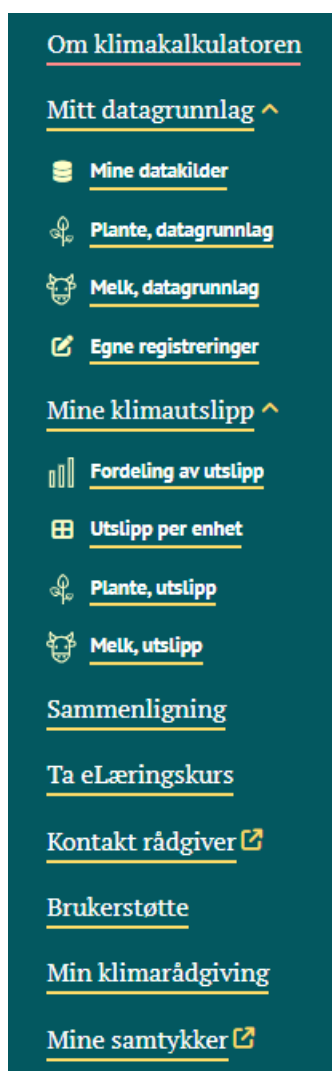 Om klimakalkulatoren
Mitt datagrunnlag
Mine datakilder
Plante, datagrunnlag
Melk, datagrunnlag
Egne registreringer
Mine klimautslipp
Fordeling av utslipp
Utslipp per enhet
Plante, utslipp
Melk, utslipp
Sammenligning
Ta eLæringskurs
Kontakt rådgiver
Brukerstøtte
Min klimarådgiving
Mine samtykker